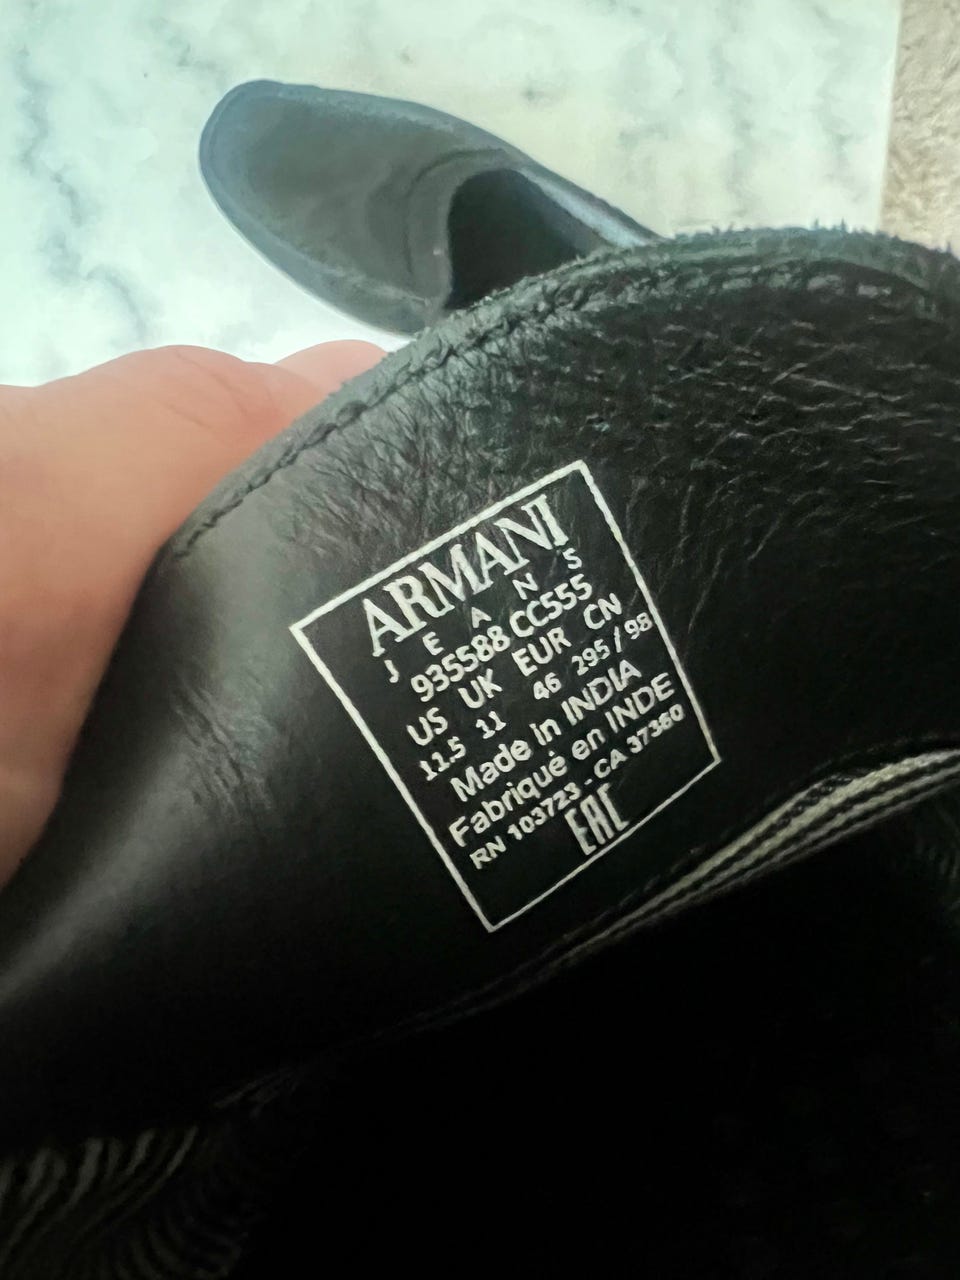 ARMANI
JEANS
935588 CC555
US UK EUR CN
11.5 11 46 295 / 98
Made in INDIA
Fabriqué en INDE
RN 103723 - CA 37360
EAC